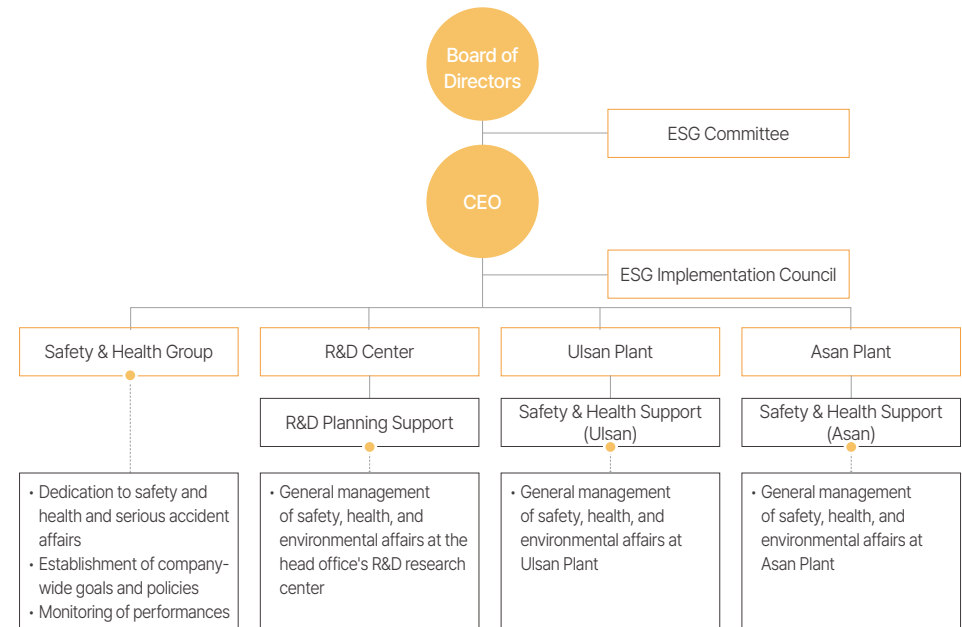 Board of
Directors
ESG Committee
CEO
ESG Implementation Council
Safety & Health Group
R&D Center
Ulsan Plant
Asan Plant
R&D Planning Support
Safety & Health Support
(Ulsan)
Safety & Health Support
(Asan)
• Dedication to safety and
health and serious accident
affairs
• Establishment of company-
wide goals and policies
• Monitoring of performances
• General management
of safety, health, and
environmental affairs at the
head office's R&D research
center
• General management
of safety, health, and
environmental affairs at
Ulsan Plant
• General management
of safety, health, and
environmental affairs at
Asan Plant